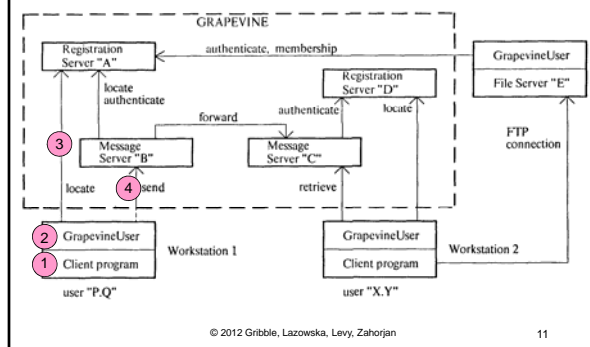 GRAPEVINE
Registration
Server "A"
authenticate, membership
GrapevineUser
File Server "E"
Registration
Server "D"
locate
authenticate
authenticate
locate
forward
FTP
connection
3
Message
Server "B"
Message
Server "C"
locate
4
send
retrieve
2
GrapevineUser
Workstation 1
1
Client program
user "P.Q"
GrapevineUser
Workstation 2
Client program
user "X.Y"
© 2012 Gribble, Lazowska, Levy, Zahorjan
11